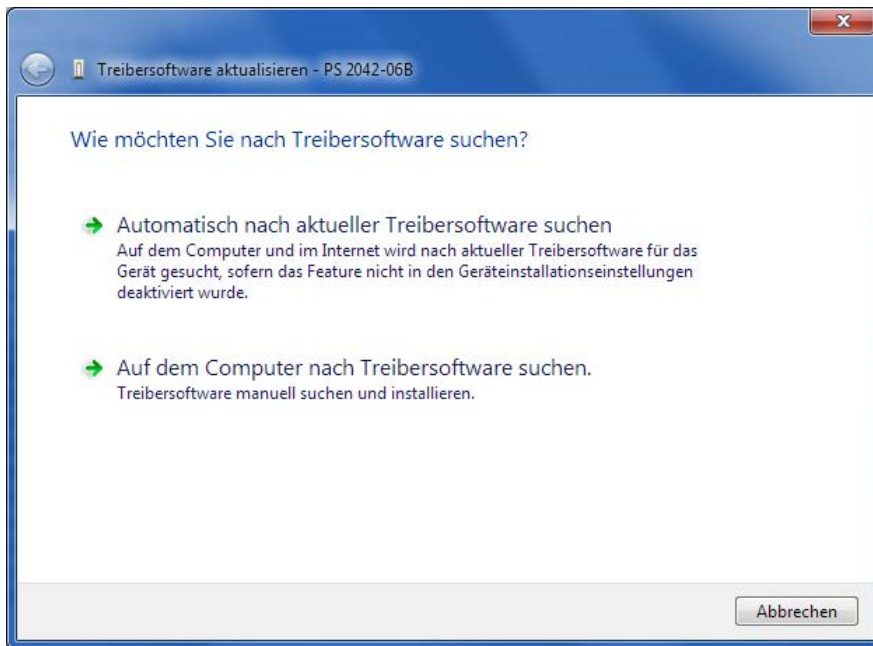 Treibersoftware aktualisieren - PS 2042-06B
Wie möchten Sie nach Treibersoftware suchen?
Automatisch nach aktueller Treibersoftware suchen
Auf dem Computer und im Internet wird nach aktueller Treibersoftware für das
Gerät gesucht, sofern das Feature nicht in den Geräteinstallationseinstellungen
deaktiviert wurde.
Auf dem Computer nach Treibersoftware suchen.
Treibersoftware manuell suchen und installieren.
Abbrechen